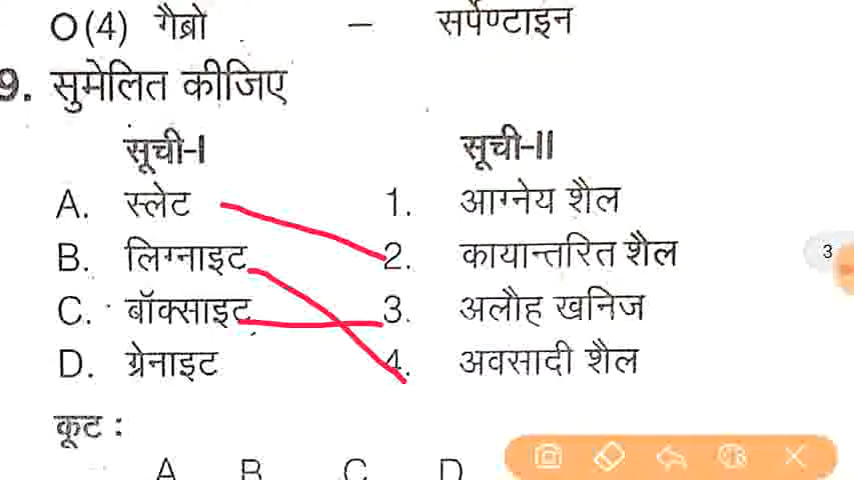 O (4) गैब्रो – सर्पेण्टाइन
9. सुमेलित कीजिए
सूची-I सूची-II
A. स्लेट 1. आग्नेय शैल
B. लिग्नाइट 2. कायान्तरित शैल
C. बॉक्साइट 3. अलौह खनिज
D. ग्रेनाइट 4. अवसादी शैल
कूट :
A B C D
3